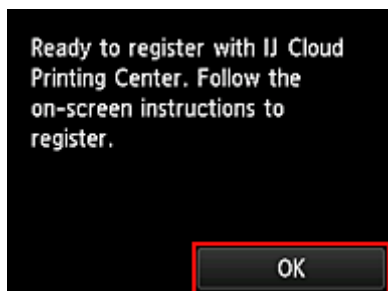 Ready to register with IJ Cloud
Printing Center. Follow the
on-screen instructions to
register.
OK